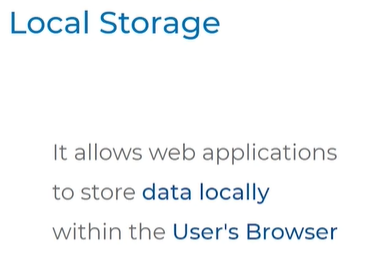 Local Storage
It allows web applications
to store data locally
within the User's Browser